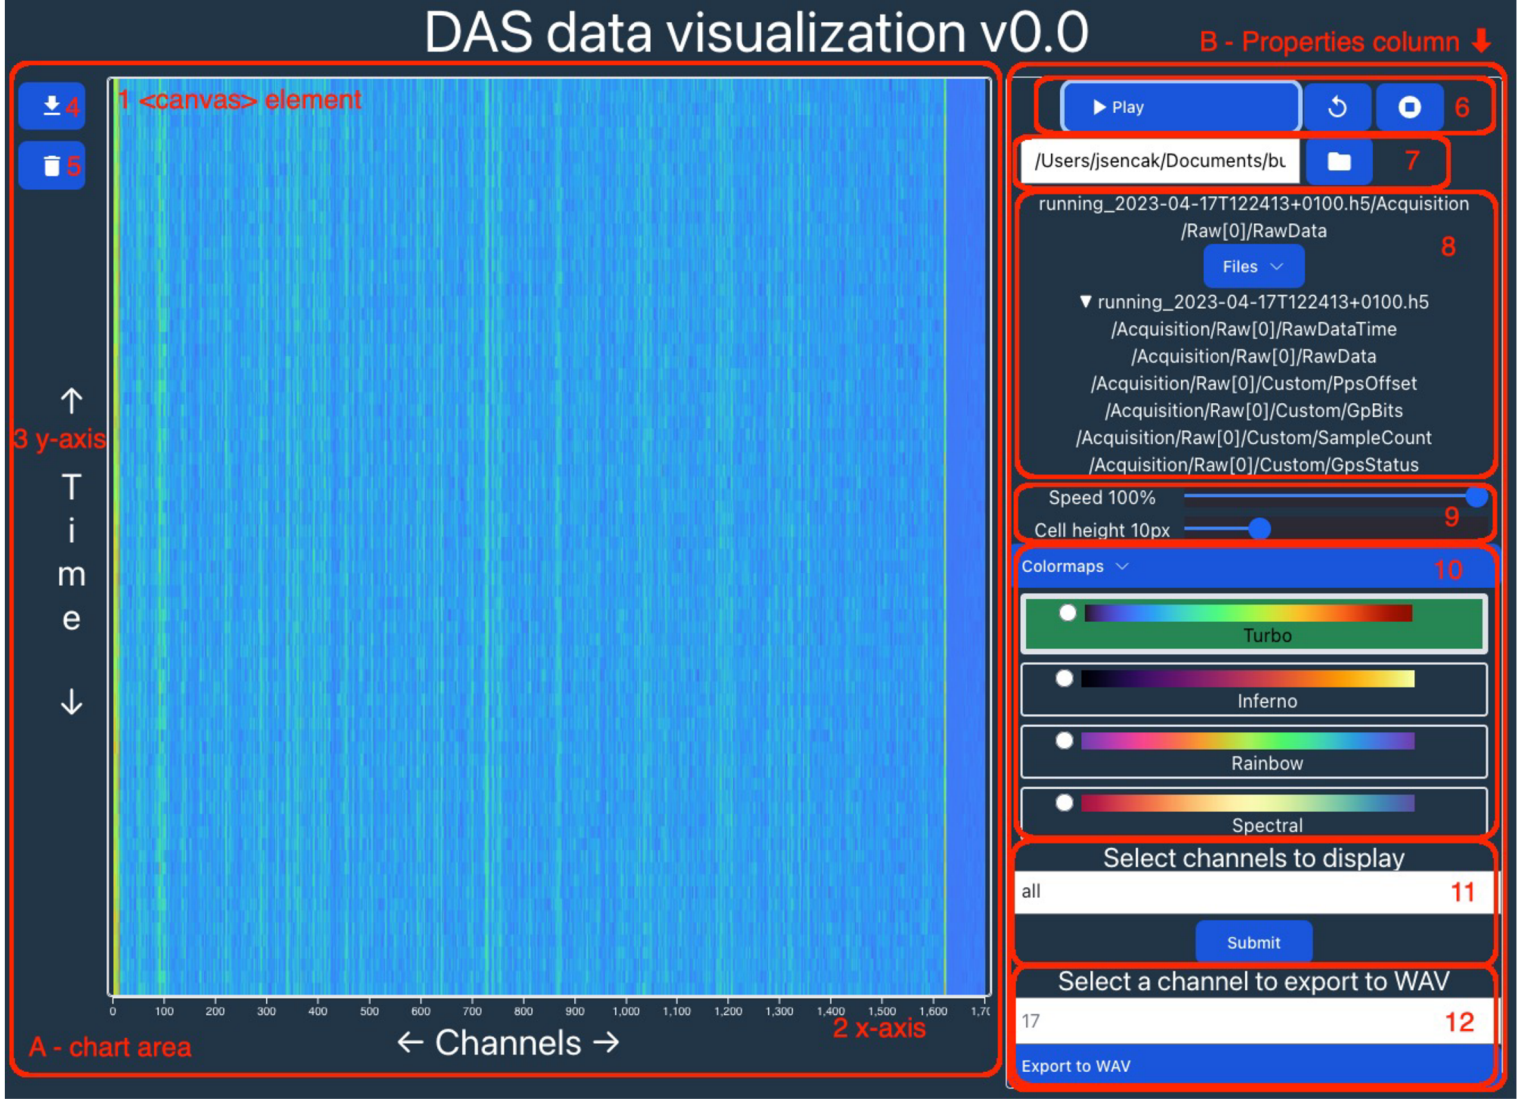 DAS data visualization v0.0
B - Properties column
1 <canvas> element
4
5
3 y-axis
Time
0 100 200 300 400 500 600 700 800 900 1,000 1,100 1,200 1,300 1,400 1,500 1,600
2 x-axis
← Channels →
A - chart area
Play
6
/Users/jsencak/Documents/bu
7
running_2023-04-17T122413+0100.h5/Acquisition
/Raw[0]/RawData
8
Files
running_2023-04-17T122413+0100.h5
/Acquisition/Raw[0]/RawDataTime
/Acquisition/Raw[0]/RawData
/Acquisition/Raw[0]/Custom/PpsOffset
/Acquisition/Raw[0]/Custom/GpBits
/Acquisition/Raw[0]/Custom/SampleCount
/Acquisition/Raw[0]/Custom/GpsStatus
Speed 100%
9
Cell height 10px
Colormaps
10
Turbo
Inferno
Rainbow
Spectral
Select channels to display
all
11
Submit
Select a channel to export to WAV
17
12
Export to WAV